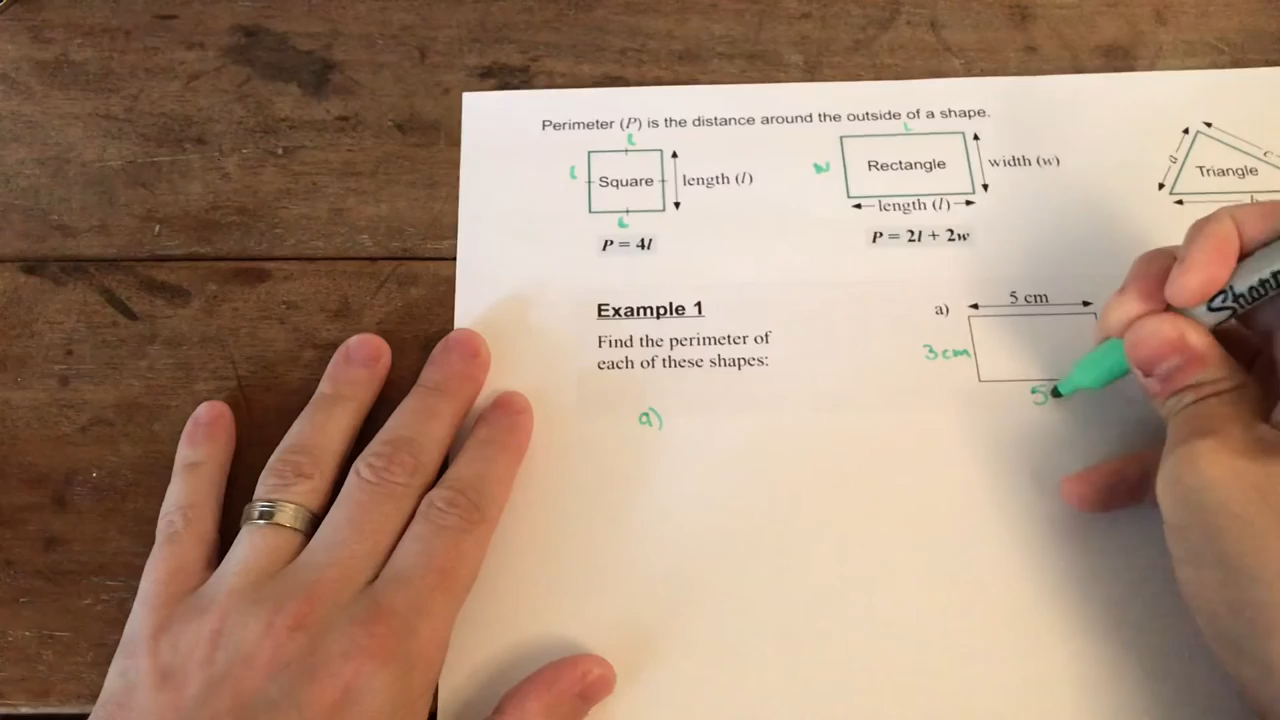 Perimeter (P) is the distance around the outside of a shape.
l
l
Square
length (l)
l
P = 4l
l
w
Rectangle
width (w)
length (l)
P = 2l + 2w
a
c
Triangle
Example 1
Find the perimeter of
each of these shapes:
a)
a)
5 cm
3cm
5